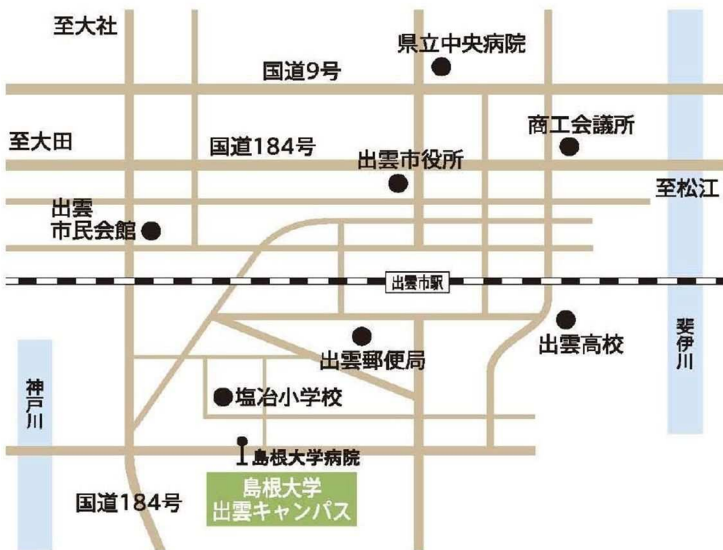 至大社
県立中央病院
国道9号
商工会議所
至大田
国道184号
出雲市役所
至松江
出雲
市民会館
出雲市駅
斐伊川
出雲高校
出雲郵便局
神戸川
塩冶小学校
島根大学病院
島根大学
出雲キャンパス
国道184号